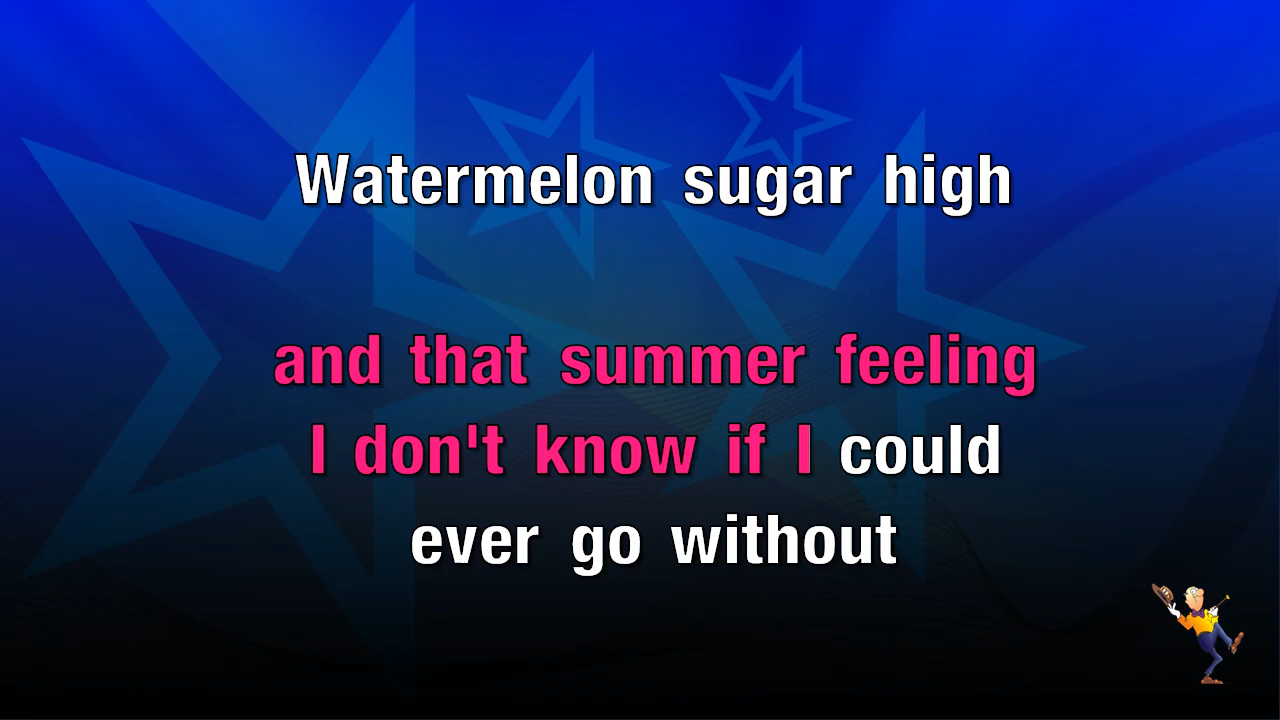 Watermelon sugar high
and that summer feeling
I don't know if I could
ever go without